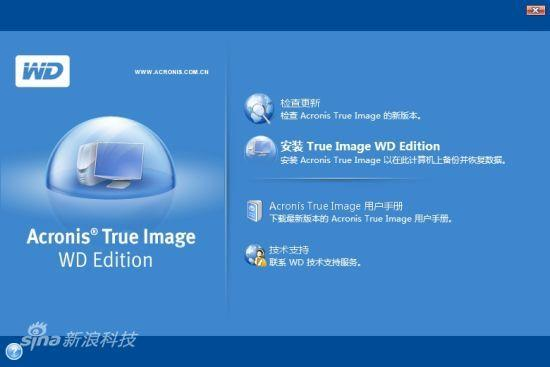 WD
WWW.ACRONIS.COM.CN
Acronis® True Image
WD Edition
检查更新
检查 Acronis True Image 的新版本。
安装 True Image WD Edition
安装 Acronis True Image 以在此计算机上备份并恢复数据。
Acronis True Image 用户手册
下载最新版本的 Acronis True Image 用户手册。
技术支持
联系 WD 技术支持服务。
?
sina 新浪科技